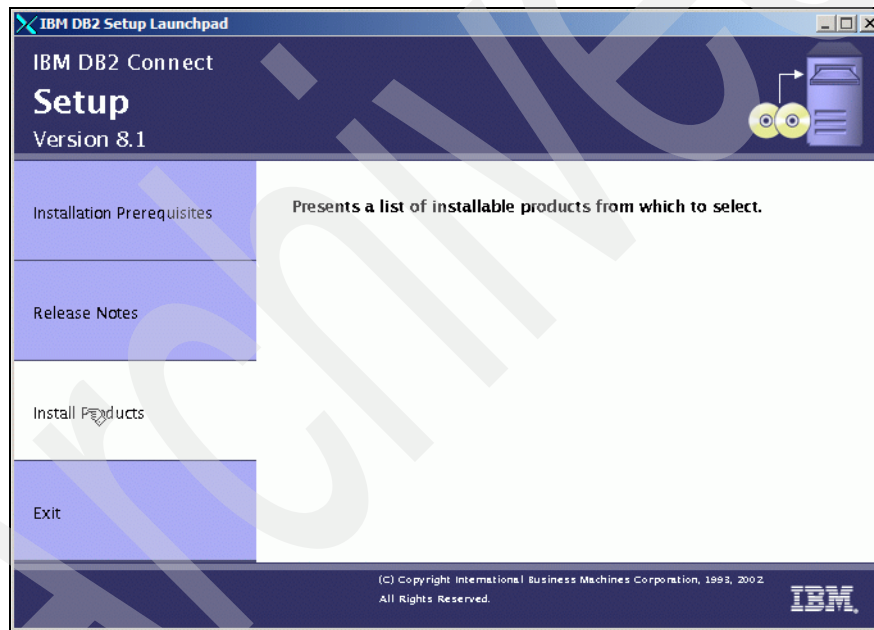 IBM DB2 Setup Launchpad
IBM DB2 Connect
Setup
Version 8.1
Installation Prerequisites
Presents a list of installable products from which to select.
Release Notes
Install Products
Exit
(C) Copyright International Business Machines Corporation, 1993, 2002
All Rights Reserved.
IBM.